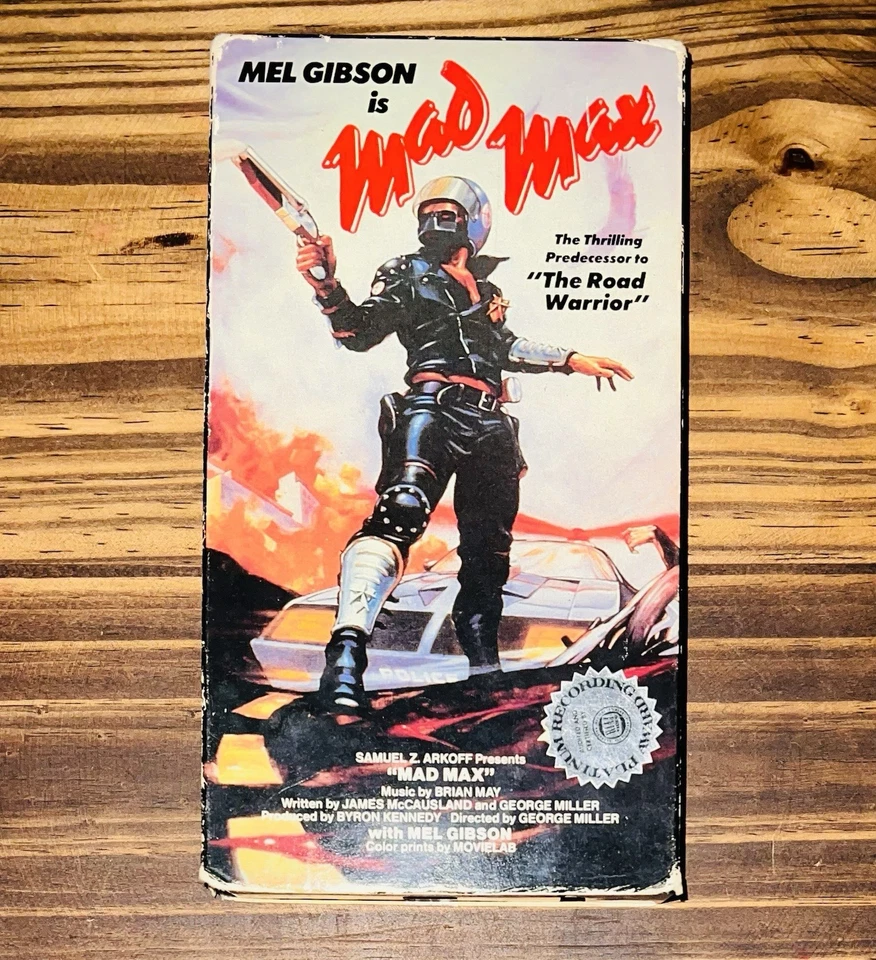 MEL GIBSON
is
Mad Max
The Thrilling
Predecessor to
"The Road
Warrior"
POLICE
PLATINUM RECORDING
SAMUEL Z. ARKOFF Presents
"MAD MAX"
Music by BRIAN MAY
Written by JAMES McCAUSLAND and GEORGE MILLER
Produced by BYRON KENNEDY Directed by GEORGE MILLER
with MEL GIBSON
Color prints by MOVIELAB